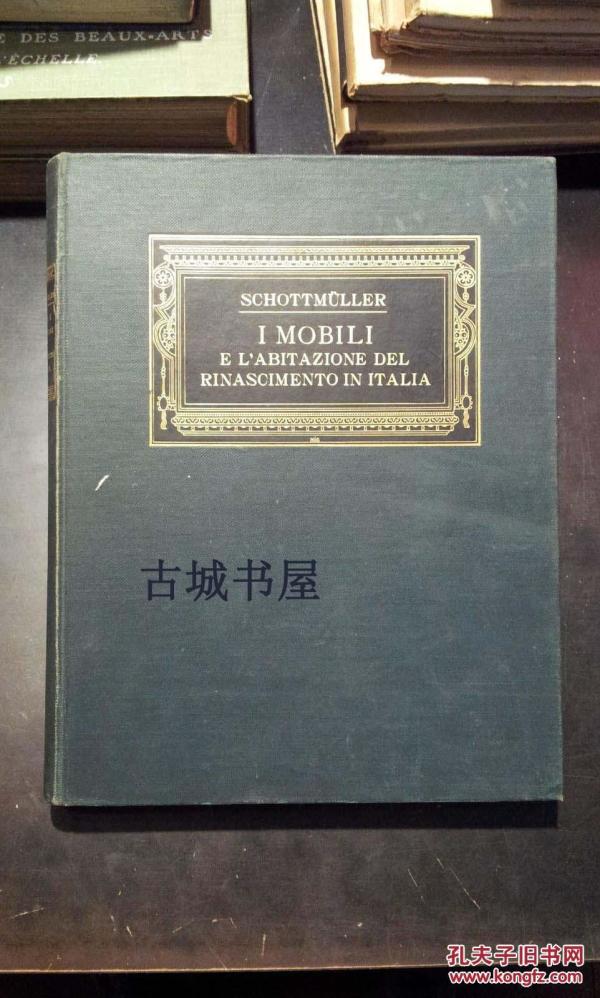 E DES BEAUX-ARTS
L'ÉCHELLE
S
SCHOTTMÜLLER
I MOBILI
E L'ABITAZIONE DEL
RINASCIMENTO IN ITALIA
古城书屋
孔夫子旧书网
www.kongfz.com